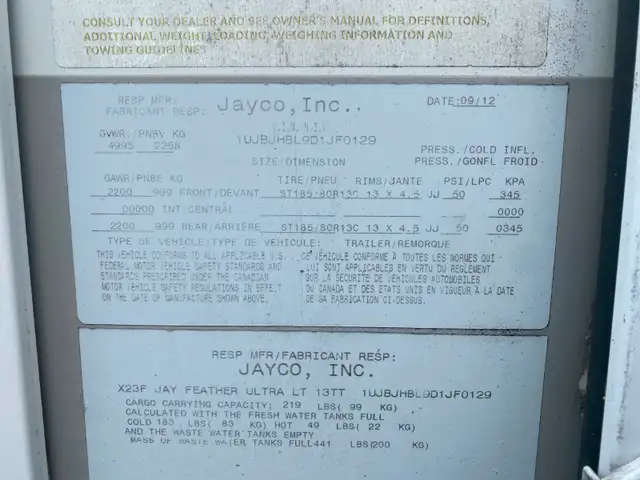 CONSULT YOUR DEALER AND SEE OWNER'S MANUAL FOR DEFINITIONS,
ADDITIONAL WEIGHT, LOADING, WEIGHING INFORMATION AND
TOWING GUIDELINES
RESP MFR: Jayco, Inc.. DATE:09/12
FABRICANT RESP:
V.I.N. N.I.V
GVWR/PNBV KG 1UJBJHBL9D1JF0129
4995 2268 PRESS./COLD INFL.
SIZE/DIMENSION PRESS./GONFL FROID
GAWR/PNBE KG TIRE/PNEU RIMS/JANTE PSI/LPC KPA
2200 999 FRONT/DEVANT ST185/80R13C 13 X 4.5 JJ 50 345
00000 INT CENTRAL 0000
2200 999 REAR/ARRIERE ST185/80R13C 13 X 4.5 JJ 50 0345
TYPE OF VEHICLE/TYPE DE VEHICULE: TRAILER/REMORQUE
THIS VEHICLE CONFORMS TO ALL APPLICABLE U.S. CE VEHICULE CONFORME À TOUTES LES NORMES QUI
FEDERAL MOTOR VEHICLE SAFETY STANDARDS AND LUI SONT APPLICABLES EN VERTU DU REGLEMENT
STANDARDS PRESCRIBED UNDER THE CANADIAN SUR LA SECURITE DE VEHICULES AUTOMOBILES
MOTOR VEHICLE SAFETY REGULATIONS IN EFFECT DU CANADA ET DES ÉTATS UNIS EN VIGUEUR À LA DATE
ON THE DATE OF MANUFACTURE SHOWN ABOVE. DE SA FABRICATION CI-DESSUS.
RESP MFR/FABRICANT RESP:
JAYCO, INC.
X23F JAY FEATHER ULTRA LT 13TT 1UJBJHBL9D1JF0129
CARGO CARRYING CAPACITY: 219 LBS( 99 KG)
CALCULATED WITH THE FRESH WATER TANKS FULL
COLD 183 LBS( 83 KG) HOT 49 LBS( 22 KG)
AND THE WASTE WATER TANKS EMPTY
MASS OF WASTE WATER TANKS FULL441 LBS(200 KG)